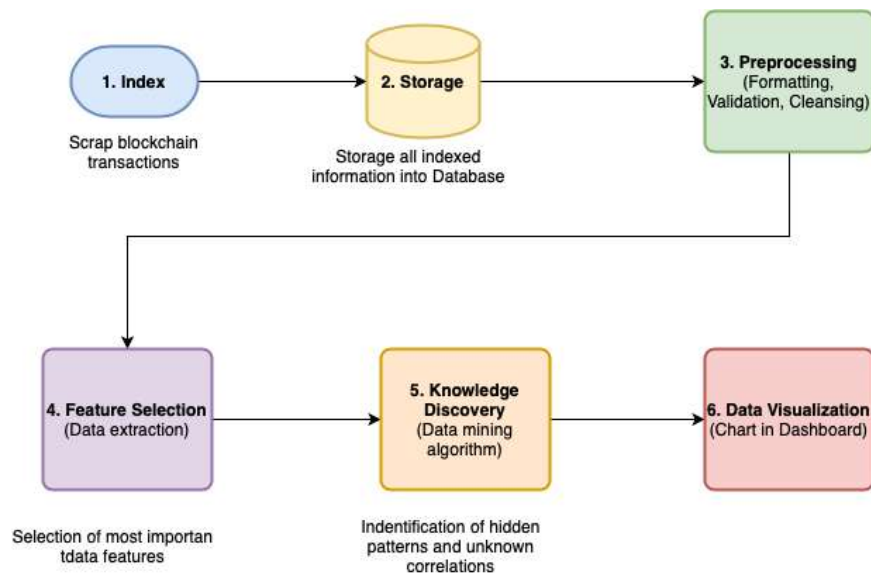 1. Index
Scrap blockchain
transactions
2. Storage
Storage all indexed
information into Database
3. Preprocessing
(Formatting,
Validation, Cleansing)
4. Feature Selection
(Data extraction)
Selection of most importan
tdata features
5. Knowledge
Discovery
(Data mining
algorithm)
Indentification of hidden
patterns and unknown
correlations
6. Data Visualization
(Chart in Dashboard)